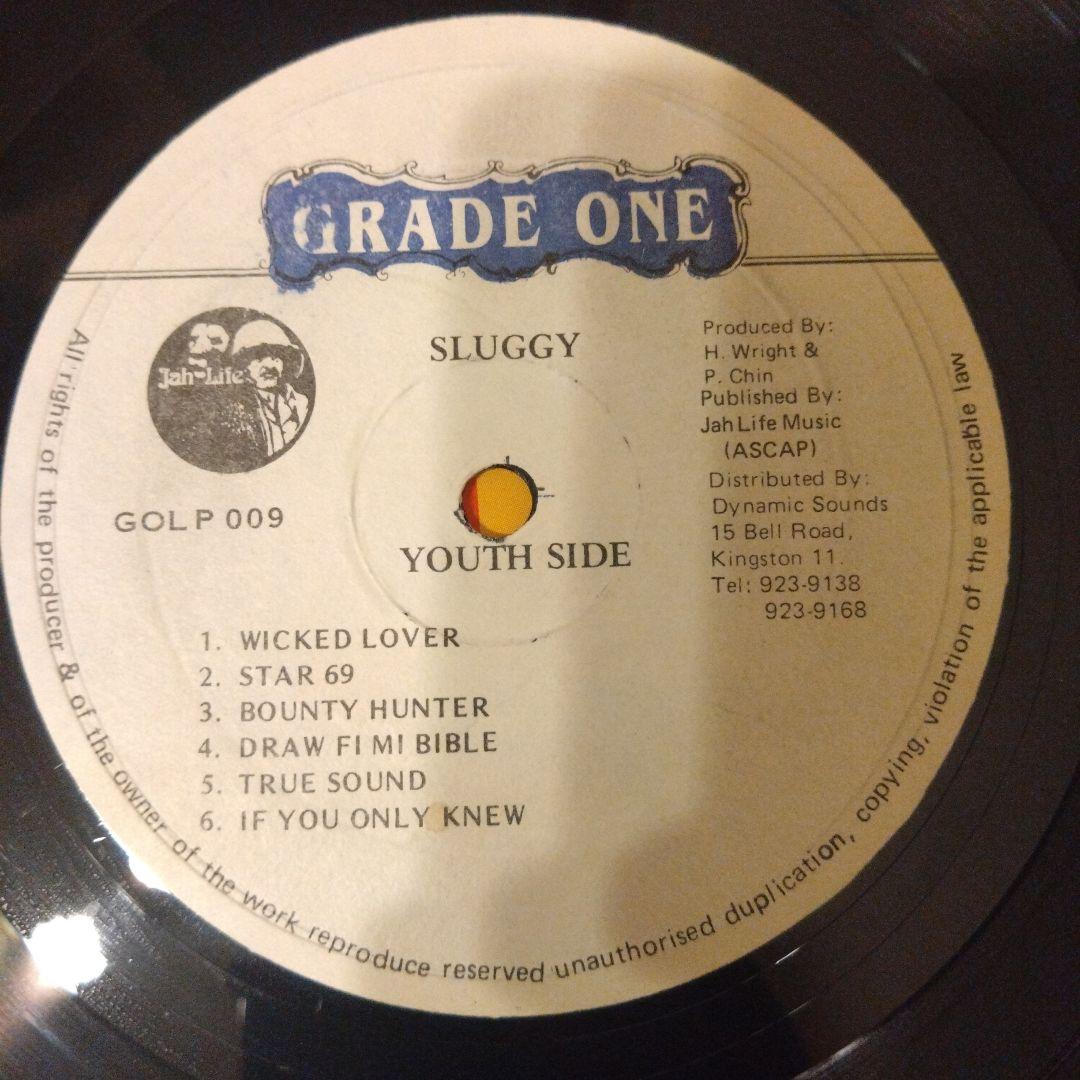 GRADE ONE
Jah-Life
SLUGGY
Produced By:
H. Wright &
P. Chin
Published By:
Jah Life Music
(ASCAP)
GOLP 009
Distributed By:
Dynamic Sounds
15 Bell Road,
Kingston 11.
Tel: 923-9138
923-9168
YOUTH SIDE
1. WICKED LOVER
2. STAR 69
3. BOUNTY HUNTER
4. DRAW FI MI BIBLE
5. TRUE SOUND
6. IF YOU ONLY KNEW
All rights of the producer & of the owner of the work reproduce reserved unauthorised duplication, copying, violation of the applicable law